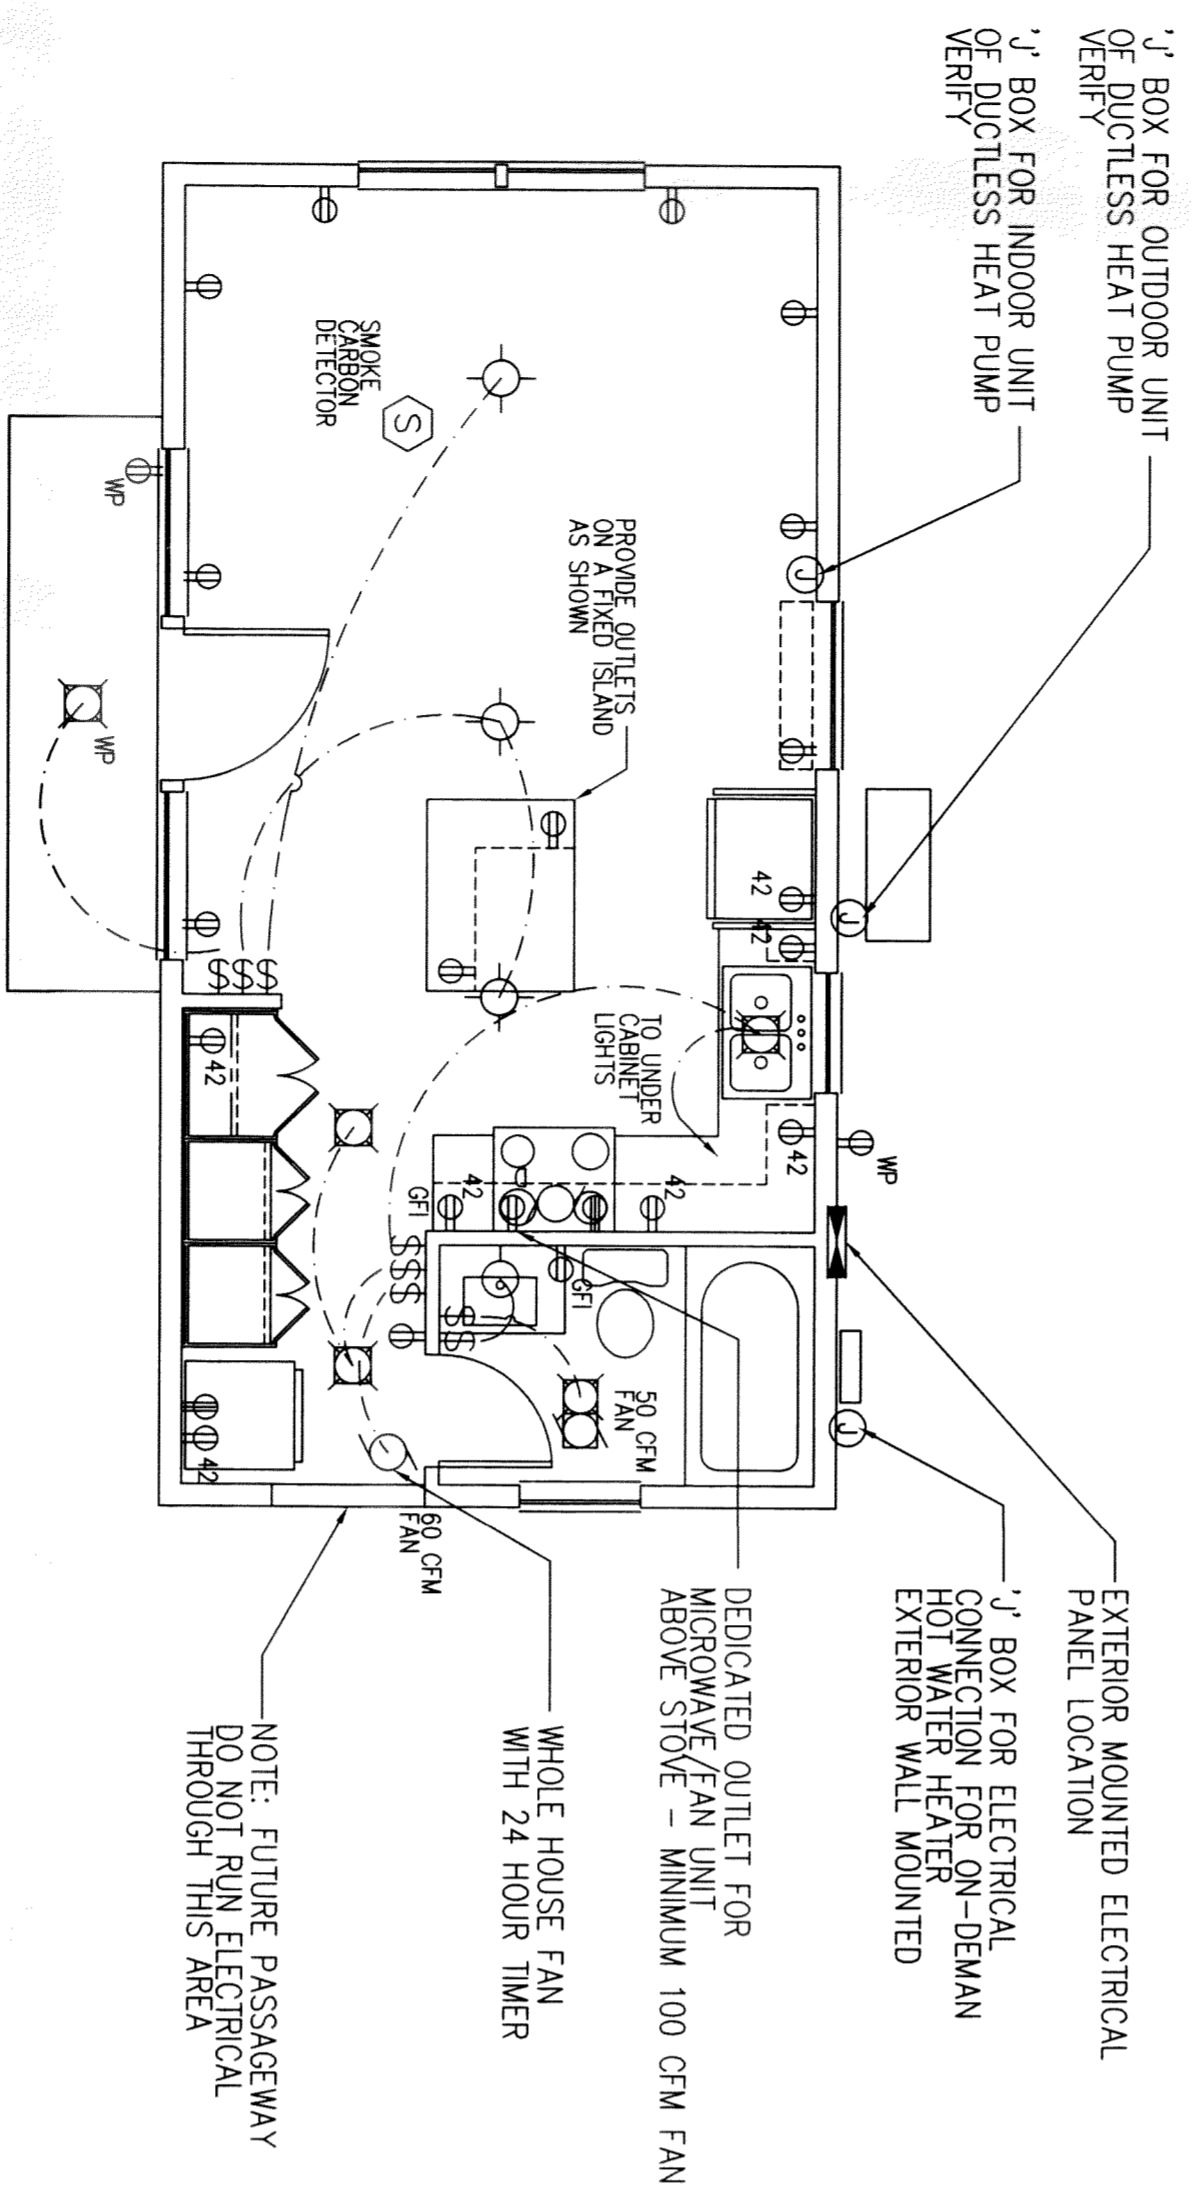 'J' BOX FOR OUTDOOR UNIT
OF DUCTLESS HEAT PUMP
VERIFY
'J' BOX FOR INDOOR UNIT
OF DUCTLESS HEAT PUMP
VERIFY
EXTERIOR MOUNTED ELECTRICAL
PANEL LOCATION
'J' BOX FOR ELECTRICAL
CONNECTION FOR ON-DEMAN
HOT WATER HEATER
EXTERIOR WALL MOUNTED
DEDICATED OUTLET FOR
MICROWAVE/FAN UNIT
ABOVE STOVE - MINIMUM 100 CFM FAN
WHOLE HOUSE FAN
WITH 24 HOUR TIMER
NOTE: FUTURE PASSAGEWAY
DO NOT RUN ELECTRICAL
THROUGH THIS AREA
J
J
J
WP
42
42
42
42
42
GFI
GFI
TO UNDER
CABINET
LIGHTS
PROVIDE OUTLETS
ON A FIXED ISLAND
AS SHOWN
SMOKE
CARBON
DETECTOR
S
50 CFM
FAN
60 CFM
FAN
$
$
$
$
$
$
$
$
42
42
WP
WP